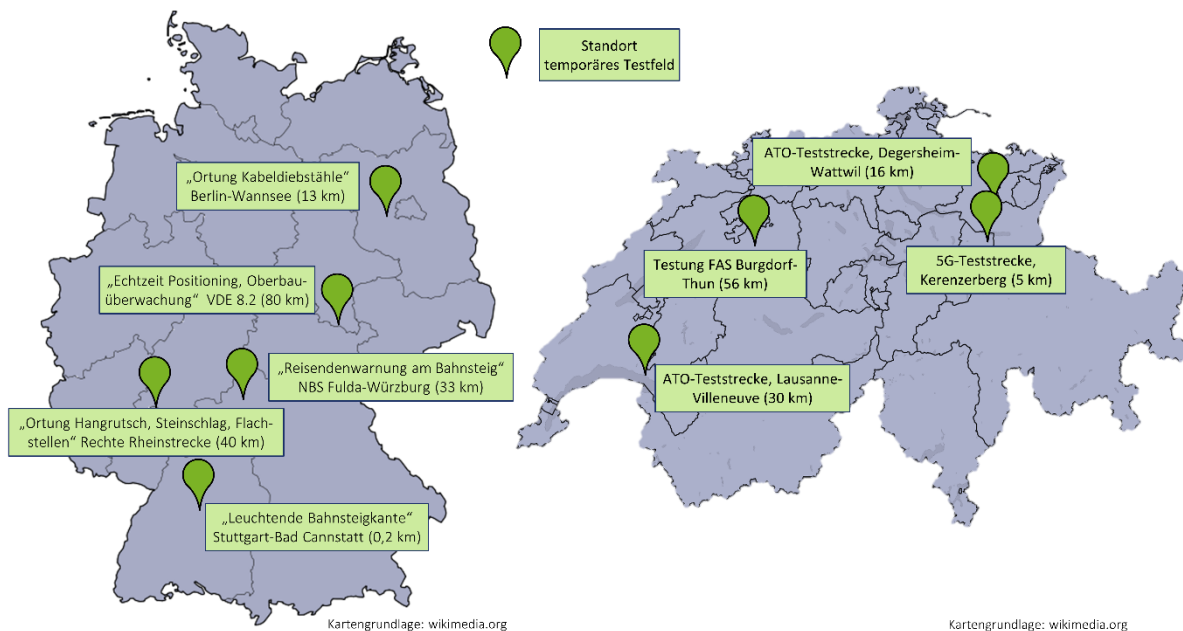 Standort
temporäres Testfeld
„Ortung Kabeldiebstähle“
Berlin-Wannsee (13 km)
„Echtzeit Positioning, Oberbau-
überwachung“ VDE 8.2 (80 km)
„Reisendenwarnung am Bahnsteig“
NBS Fulda-Würzburg (33 km)
„Ortung Hangrutsch, Steinschlag, Flach-
stellen“ Rechte Rheinstrecke (40 km)
„Leuchtende Bahnsteigkante“
Stuttgart-Bad Cannstatt (0,2 km)
Kartengrundlage: wikimedia.org
ATO-Teststrecke, Degersheim-
Wattwil (16 km)
Testung FAS Burgdorf-
Thun (56 km)
5G-Teststrecke,
Kerenzerberg (5 km)
ATO-Teststrecke, Lausanne-
Villeneuve (30 km)
Kartengrundlage: wikimedia.org